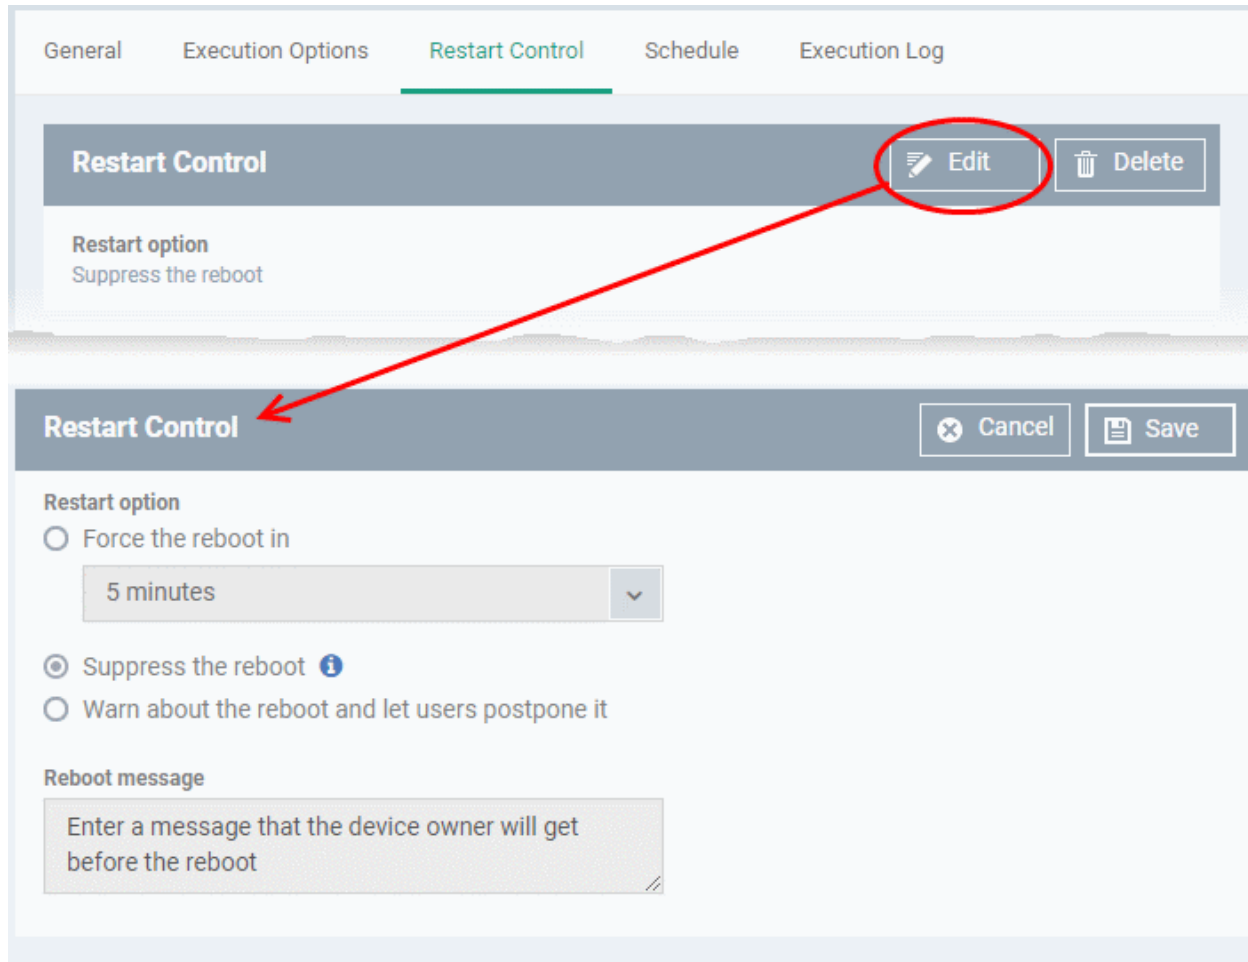 General Execution Options Restart Control Schedule Execution Log
Restart Control Edit Delete
Restart option
Suppress the reboot
Restart Control Cancel Save
Restart option
Force the reboot in
5 minutes
Suppress the reboot
Warn about the reboot and let users postpone it
Reboot message
Enter a message that the device owner will get
before the reboot